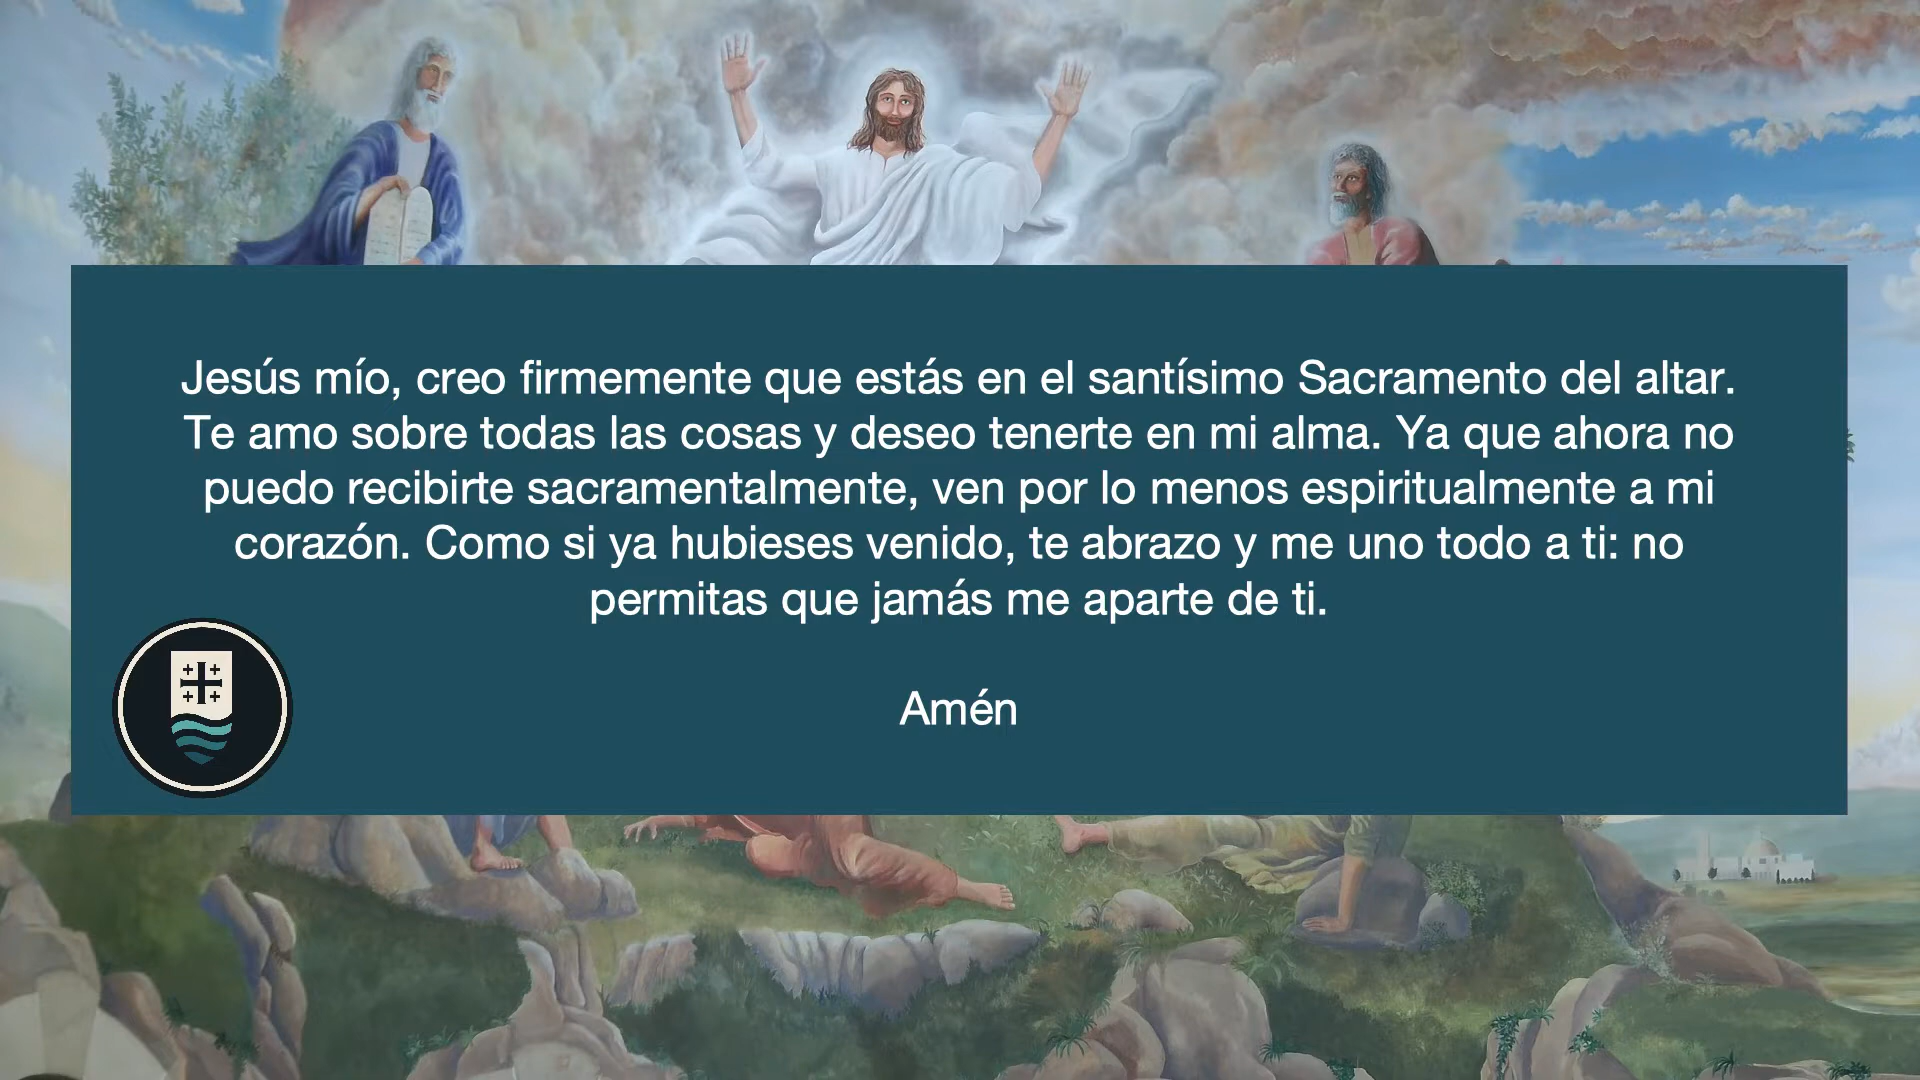 Jesús mío, creo firmemente que estás en el santísimo Sacramento del altar.
Te amo sobre todas las cosas y deseo tenerte en mi alma. Ya que ahora no
puedo recibirte sacramentalmente, ven por lo menos espiritualmente a mi
corazón. Como si ya hubieses venido, te abrazo y me uno todo a ti: no
permitas que jamás me aparte de ti.
Amén